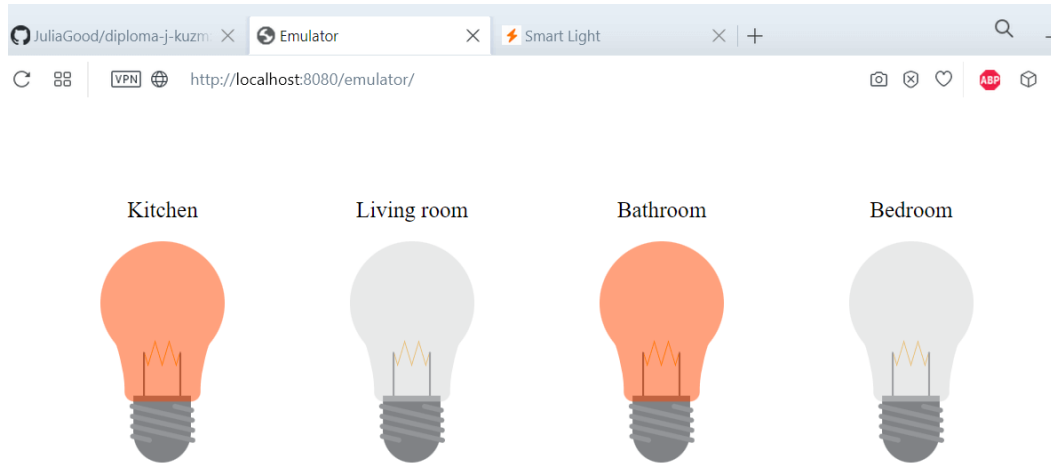 JuliaGood/diploma-j-kuzm
Emulator
Smart Light
VPN
http://localhost:8080/emulator/
ABP
Kitchen
Living room
Bathroom
Bedroom